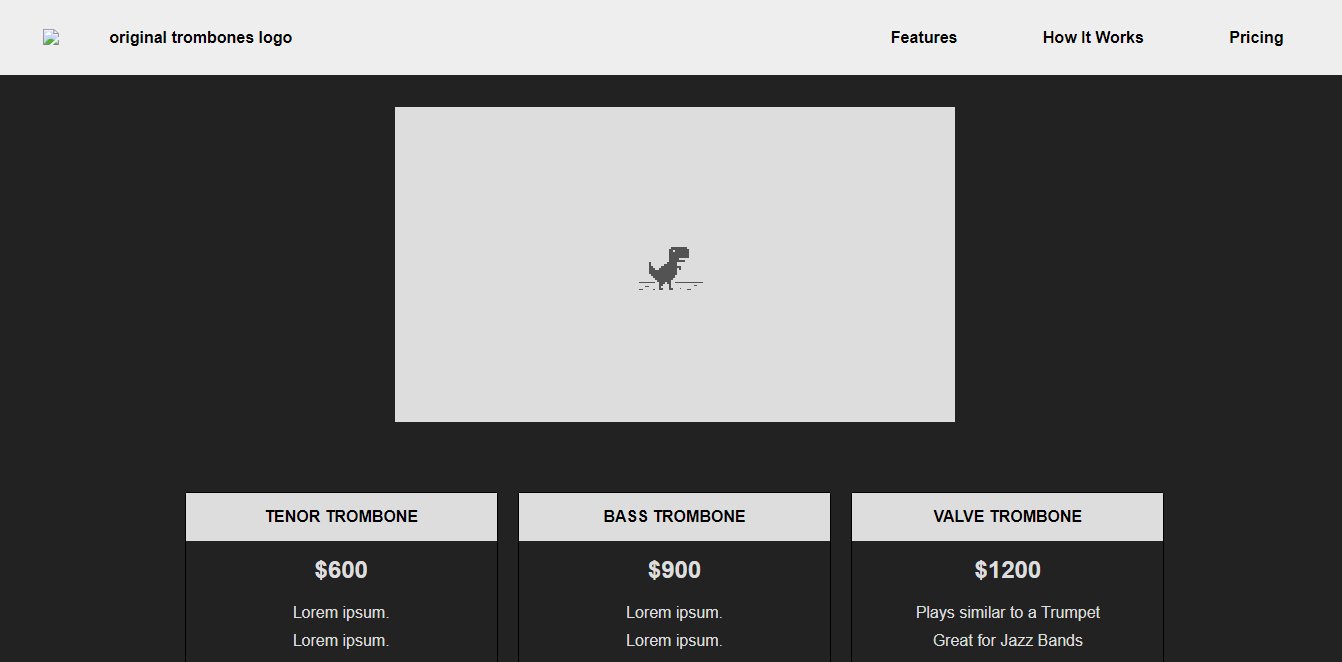 original trombones logo Features How It Works Pricing
TENOR TROMBONE BASS TROMBONE VALVE TROMBONE
$600 $900 $1200
Lorem ipsum. Lorem ipsum. Plays similar to a Trumpet
Lorem ipsum. Lorem ipsum. Great for Jazz Bands